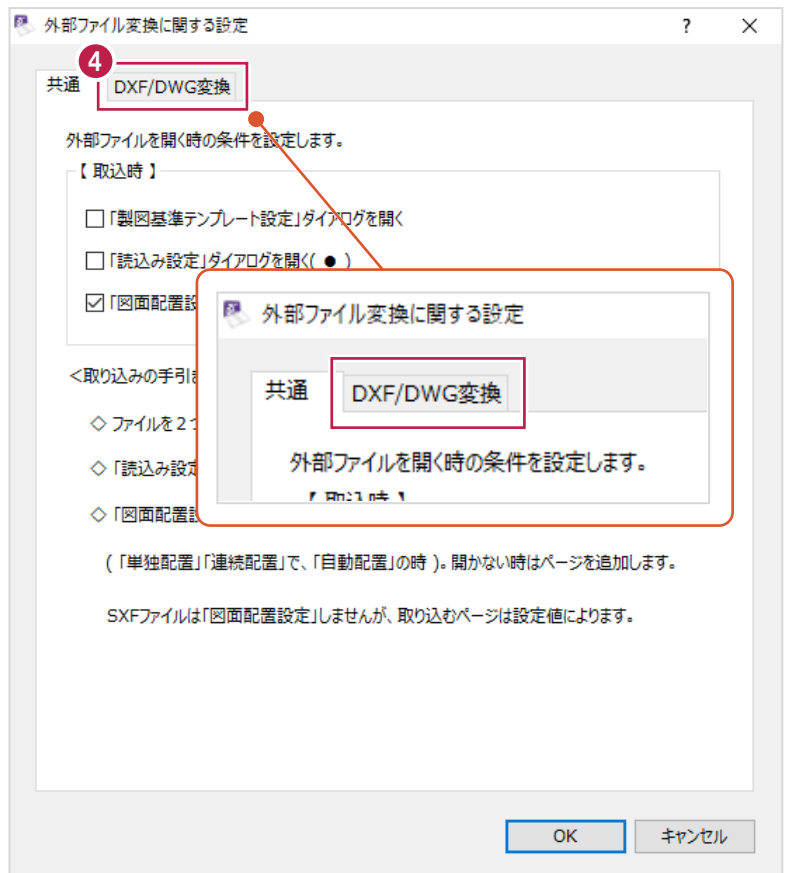 外部ファイル変換に関する設定 ? ×
4
共通 DXF/DWG変換
外部ファイルを開く時の条件を設定します。
【 取込時 】
「製図基準テンプレート設定」ダイアログを開く
「読込み設定」ダイアログを開く( ● )
「図面配置設
<取り込みの手引き
◇ ファイルを２つ
◇ 「読込み設定
◇ 「図面配置設
外部ファイル変換に関する設定
共通 DXF/DWG変換
外部ファイルを開く時の条件を設定します。
【 取込時 】
( 「単独配置」「連続配置」で、「自動配置」の時 )。開かない時はページを追加します。
SXFファイルは「図面配置設定」しませんが、取り込むページは設定値によります。
OK キャンセル